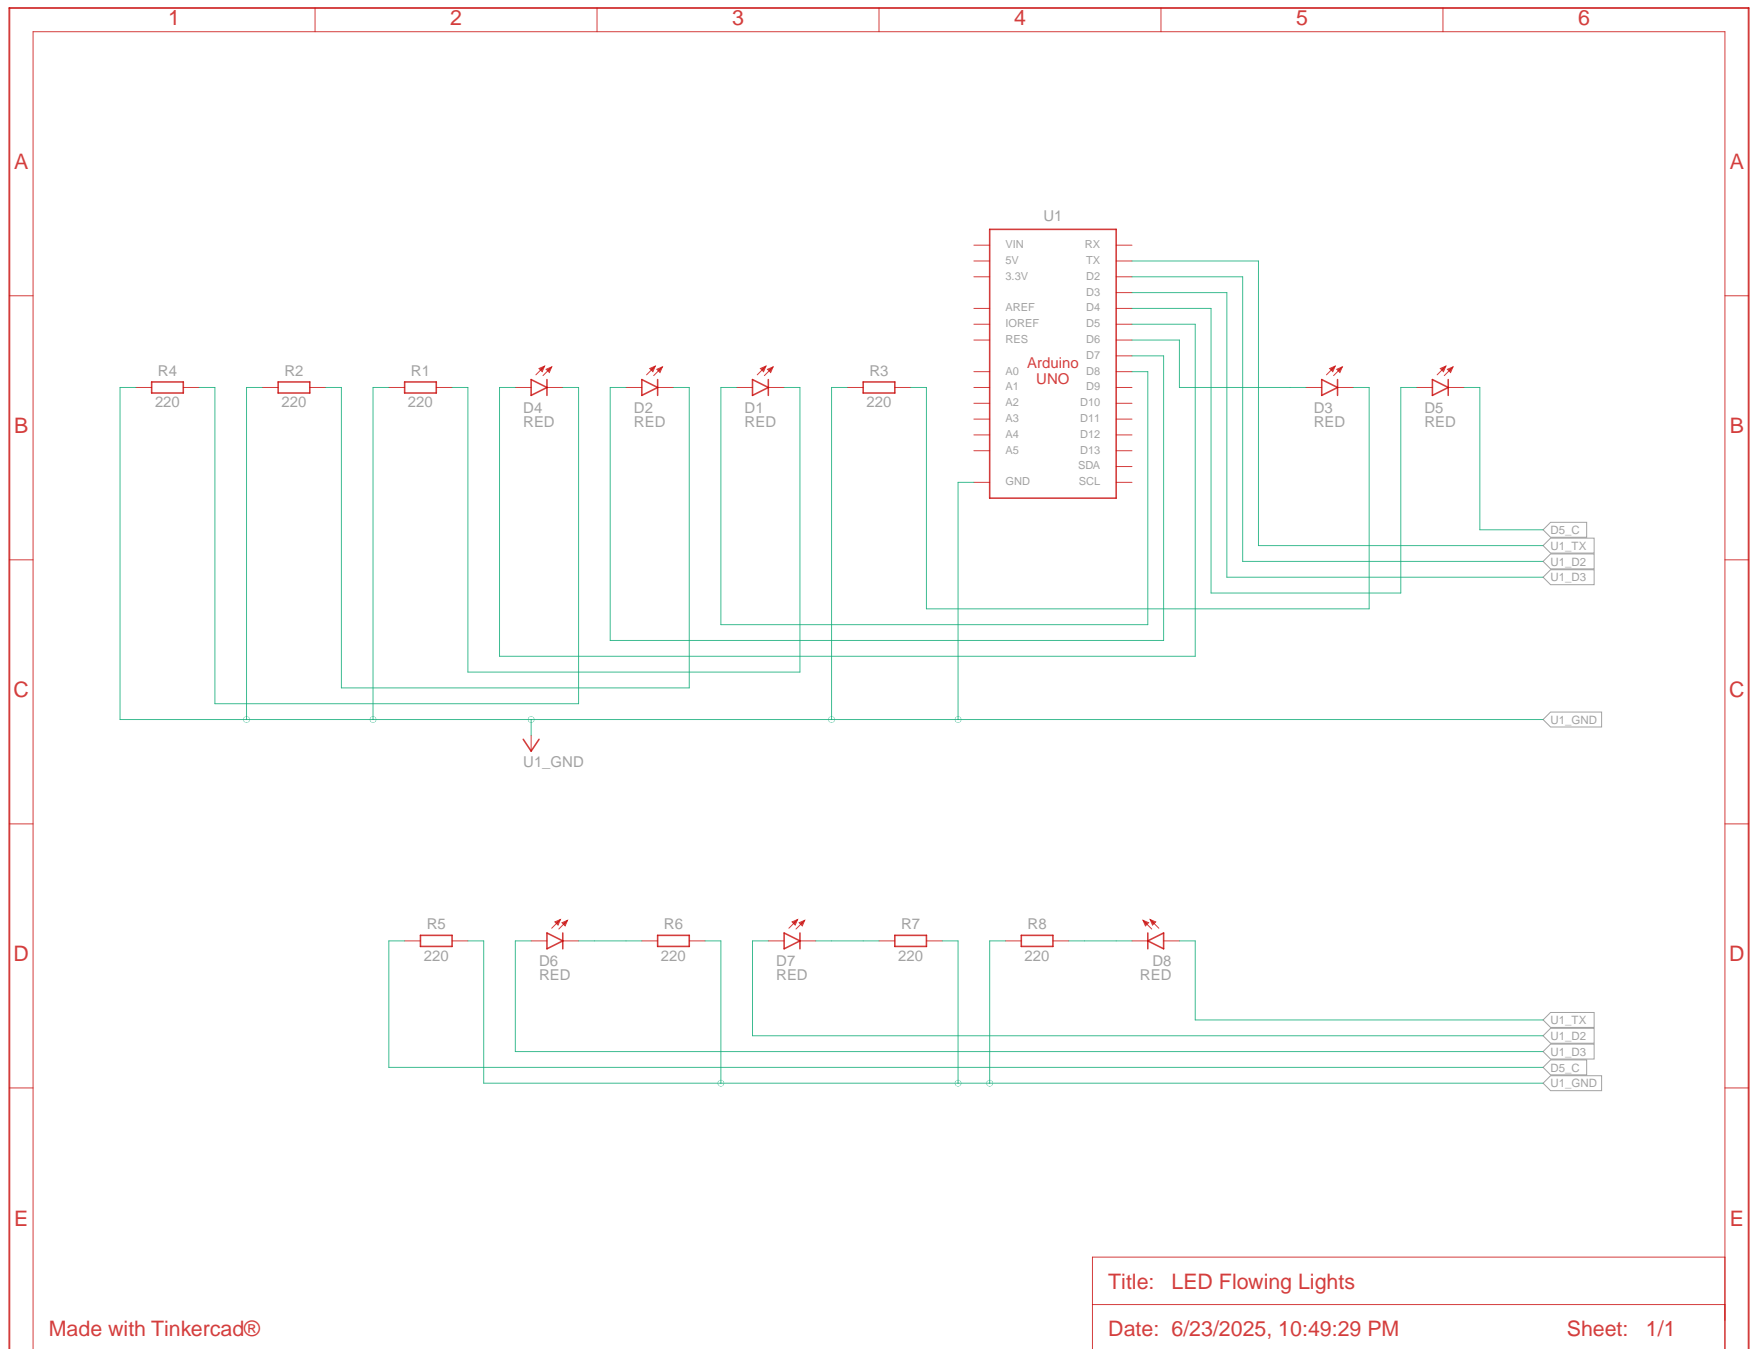 1 2 3 4 5 6
A A
U1
VIN RX
5V TX
3.3V D2
D3
AREF D4
IOREF D5
RES D6
D7
Arduino
UNO
A0 D8
A1 D9
A2 D10
A3 D11
A4 D12
A5 D13
SDA
GND SCL
R4 R2 R1 R3
220 220 220 220
D4 D2 D1 D3 D5
RED RED RED RED RED
B B
D5_C
U1_TX
U1_D2
U1_D3
C C
U1_GND
U1_GND
R5 R6 R7 R8
D D
220 220 220 220
D6 D7 D8
RED RED RED
U1_TX
U1_D2
U1_D3
D5_C
U1_GND
E E
Title: LED Flowing Lights
Made with Tinkercad®
Date: 6/23/2025, 10:49:29 PM Sheet: 1/1